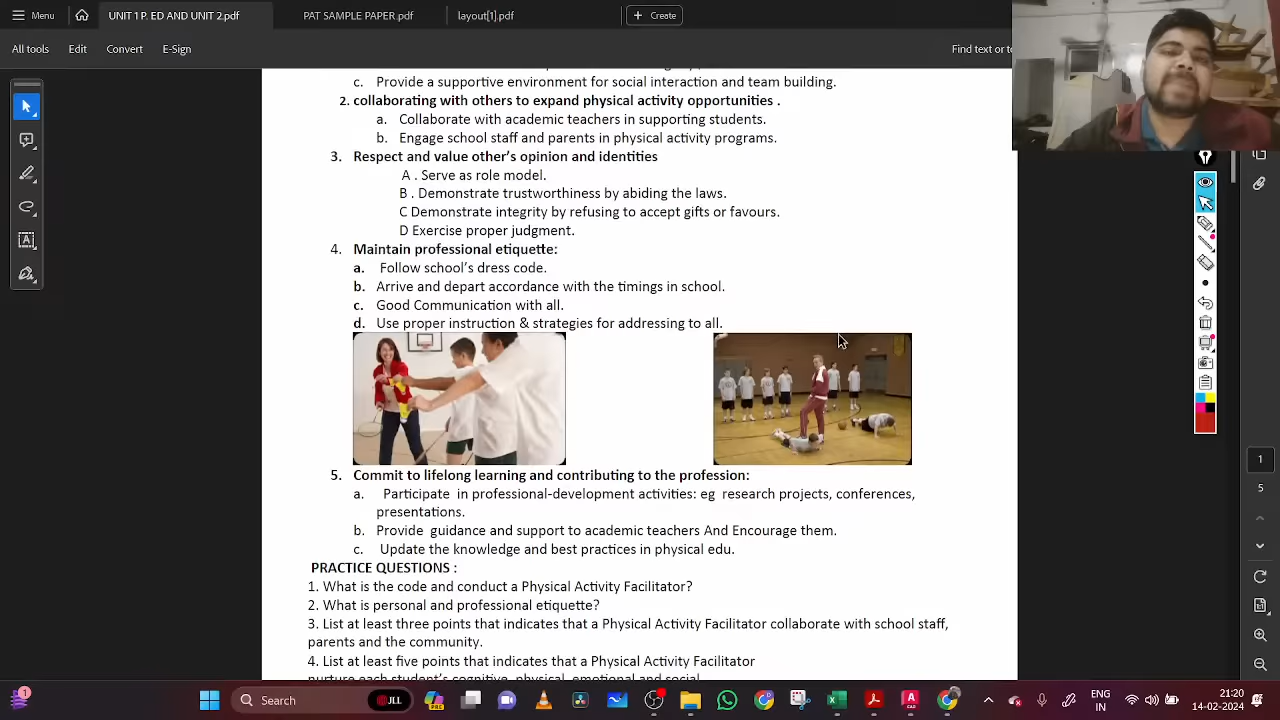 Menu
UNIT 1 P. ED AND UNIT 2.pdf
PAT SAMPLE PAPER.pdf
layout[1].pdf
+ Create
All tools
Edit
Convert
E-Sign
Find text or to
c. Provide a supportive environment for social interaction and team building.
2. collaborating with others to expand physical activity opportunities .
a. Collaborate with academic teachers in supporting students.
b. Engage school staff and parents in physical activity programs.
3. Respect and value other's opinion and identities
A . Serve as role model.
B . Demonstrate trustworthiness by abiding the laws.
C Demonstrate integrity by refusing to accept gifts or favours.
D Exercise proper judgment.
4. Maintain professional etiquette:
a. Follow school's dress code.
b. Arrive and depart accordance with the timings in school.
c. Good Communication with all.
d. Use proper instruction & strategies for addressing to all.
5. Commit to lifelong learning and contributing to the profession:
a. Participate in professional-development activities: eg research projects, conferences,
presentations.
b. Provide guidance and support to academic teachers And Encourage them.
c. Update the knowledge and best practices in physical edu.
PRACTICE QUESTIONS :
1. What is the code and conduct a Physical Activity Facilitator?
2. What is personal and professional etiquette?
3. List at least three points that indicates that a Physical Activity Facilitator collaborate with school staff,
parents and the community.
4. List at least five points that indicates that a Physical Activity Facilitator
nurture each student's cognitive, physical, emotional and social
1
5
1
Search
JLL
ENG
IN
21:20
14-02-2024